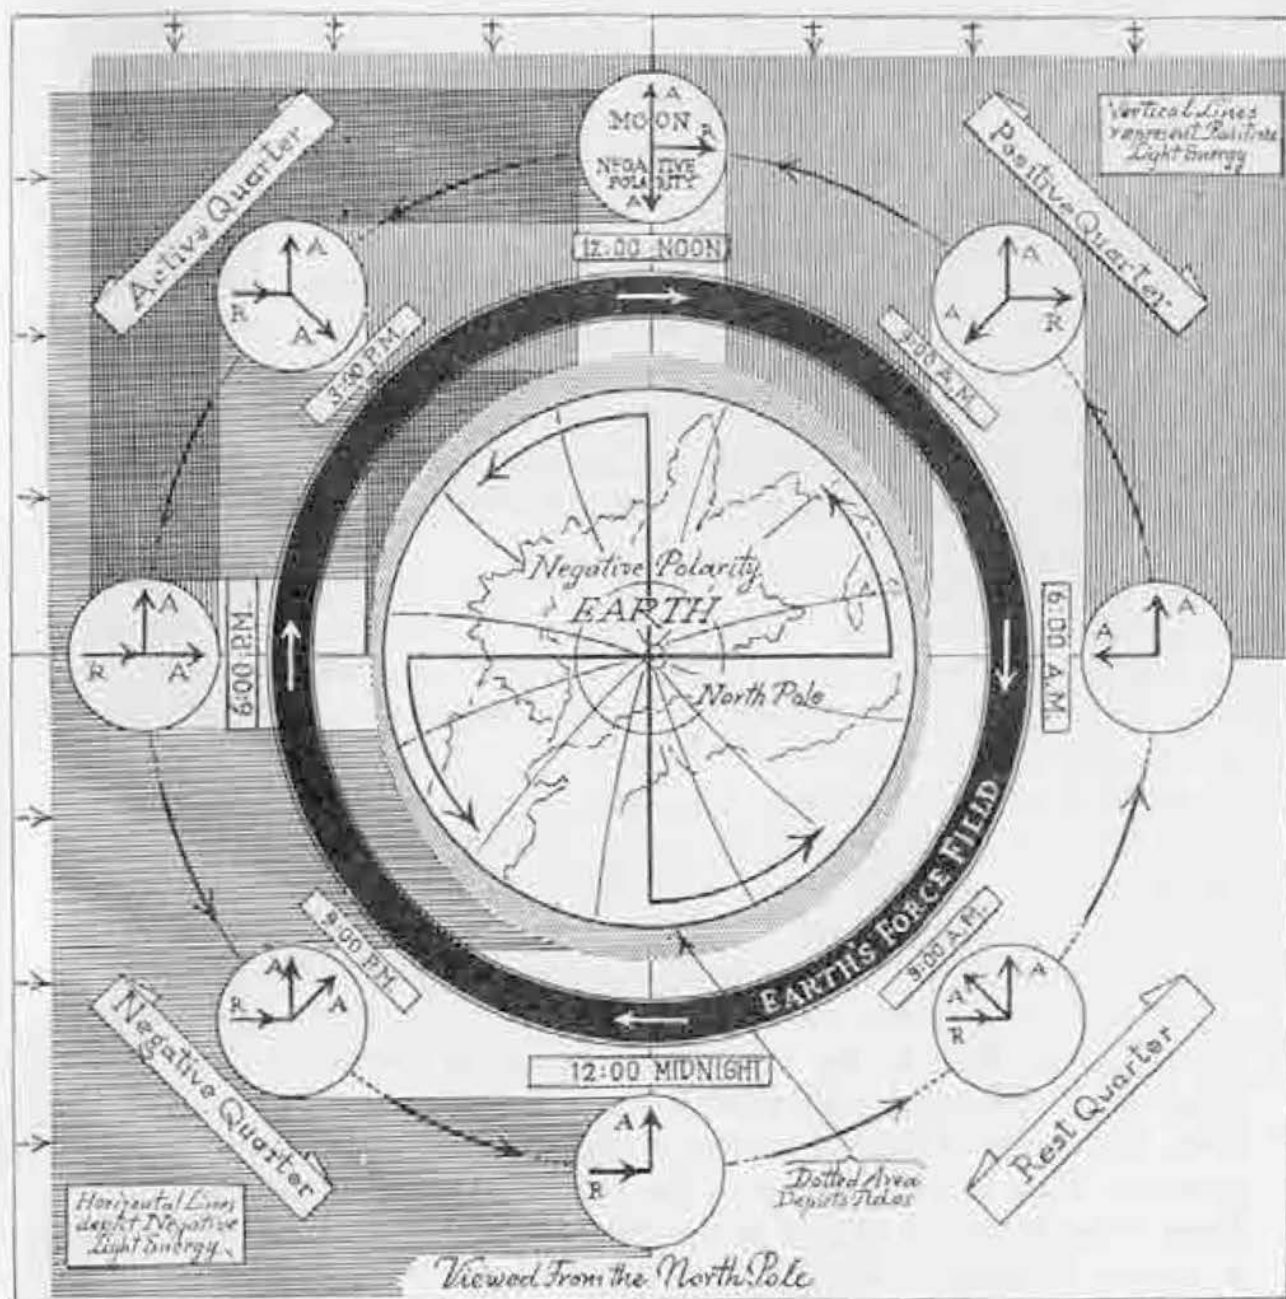 A
MOON
R
NEGATIVE
POLARITY
A
Vertical Lines
represent Positive
Light Energy
Active Quarter
Positive Quarter
12:00 NOON
A
R
A
A
A
R
3:00 P.M.
3:00 A.M.
Negative Polarity
EARTH
North Pole
A
R
A
6:00 P.M.
6:00 A.M.
A
A
EARTH'S FORCE FIELD
9:00 P.M.
9:00 A.M.
A
R
A
A
A
R
Negative Quarter
Rest Quarter
12:00 MIDNIGHT
A
R
Dotted Area
Depicts Tides
Horizontal Lines
depict Negative
Light Energy
Viewed From the North Pole